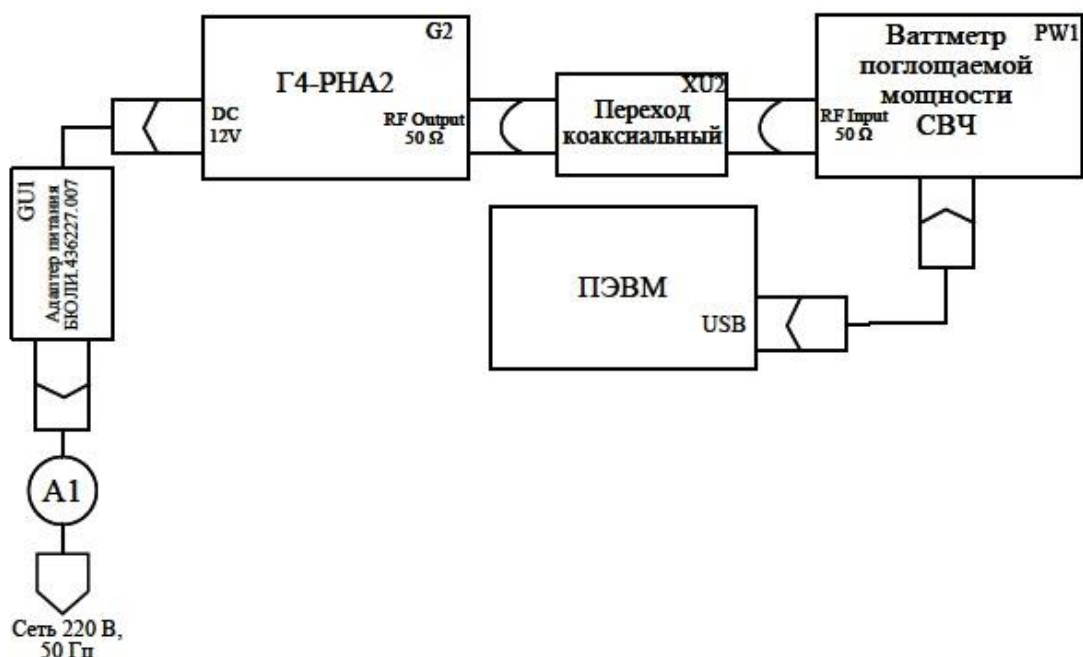 G2
Г4-РНА2
DC
12V
RF Output
50 Ω
XU2
Переход
коаксиальный
PW1
Ваттметр
поглощаемой
мощности
СВЧ
RF Input
50 Ω
GU1
Адаптер питания
БЮЛИ.436227.007
ПЭВМ
USB
A1
Сеть 220 В,
50 Гц